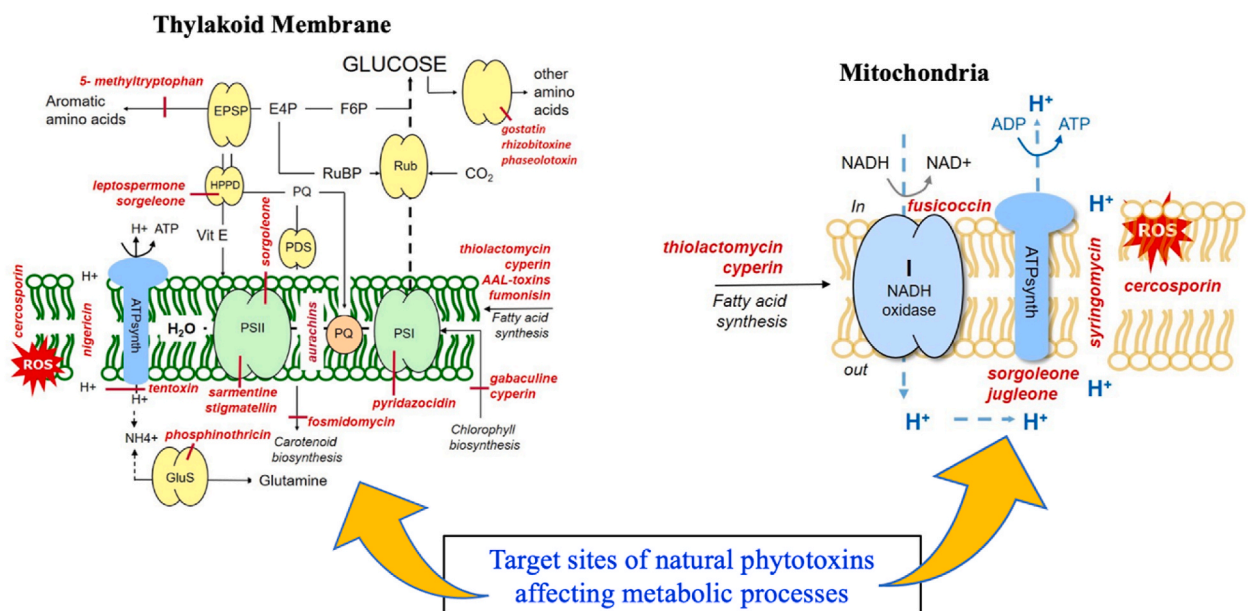 Thylakoid Membrane
5- methyltryptophan
Aromatic
amino acids
EPSP
E4P
F6P
GLUCOSE
other
amino
acids
gostatin
rhizobitoxine
phaseolotoxin
leptospermone
sorgeleone
HPPD
PQ
RuBP
Rub
CO2
H+
ATP
Vit E
PDS
sorgoleone
thiolactomycin
cyperin
AAL-toxins
fumonisin
Fatty acid
synthesis
cercosporin
ROS
nigericin
H+
H+
ATPsynth
H2O
PSII
aurachins
PQ
PSI
tentoxin
H+
sarmentine
stigmatellin
pyridazocidin
gabaculine
cyperin
fosmidomycin
Carotenoid
biosynthesis
Chlorophyll
biosynthesis
NH4+
phosphinothricin
GluS
Glutamine
Mitochondria
H+
ADP
ATP
NADH
NAD+
In
fusicoccin
H+
ROS
thiolactomycin
cyperin
Fatty acid
synthesis
I
NADH
oxidase
ATPsynth
syringomycin
cercosporin
out
sorgoleone
jugleone
H+
H+
H+
Target sites of natural phytotoxins
affecting metabolic processes